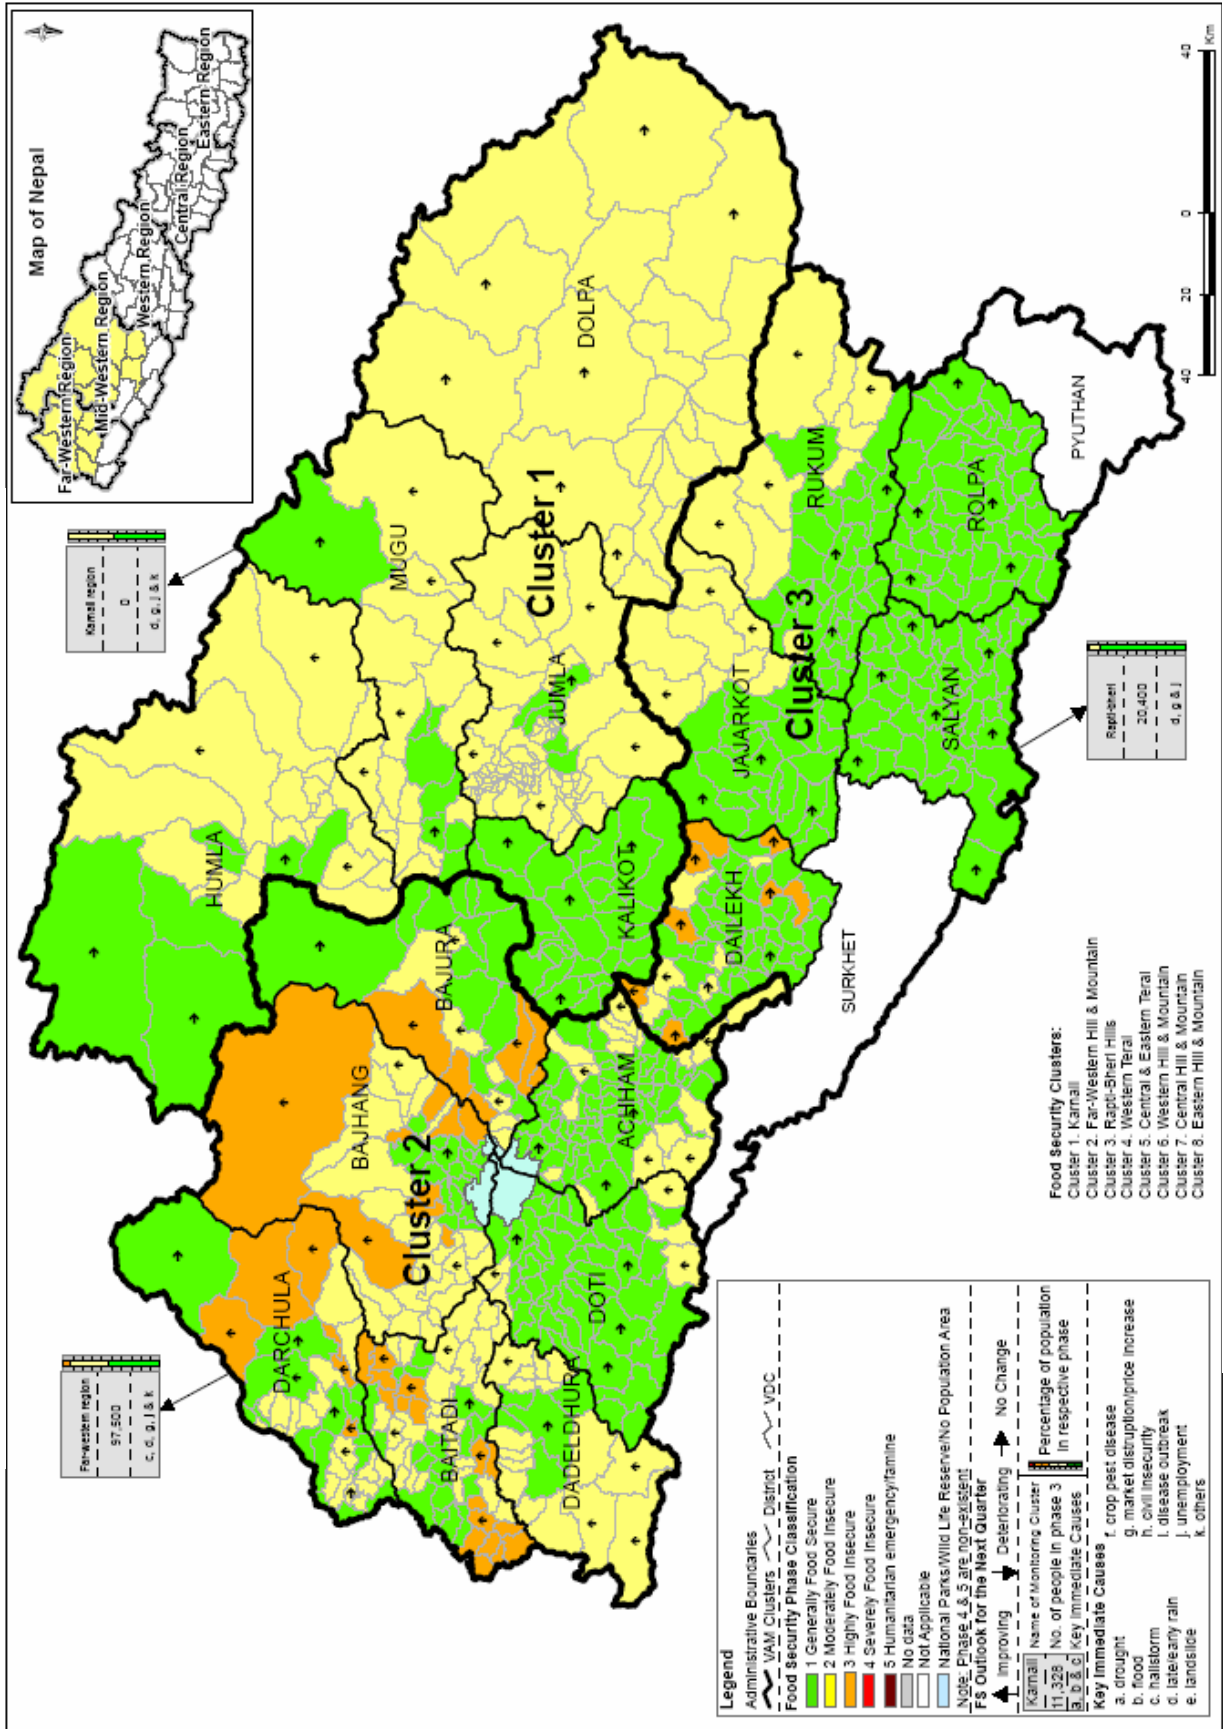 Map of Nepal
Far-Western Region
Mid-Western Region
Western Region
Central Region
Eastern Region
Karnali region
0
d, g, j & k
Far-western region
97,500
c, d, g, j & k
Rapti-Bheri
20,400
d, g & j
HUMLA
MUGU
DOLPA
Cluster 1
JUMLA
KALIKOT
DARCHULA
BAJHANG
BAJURA
Cluster 2
BAITADI
DADELDHURA
DOTI
ACHHAM
DAILEKH
JAJARKOT
Cluster 3
RUKUM
ROLPA
SALYAN
PYUTHAN
SURKHET
40
20
0
40
Km
Legend
Administrative Boundaries
VAM Clusters
District
VDC
Food Security Phase Classification
1 Generally Food Secure
2 Moderately Food Insecure
3 Highly Food Insecure
4 Severely Food Insecure
5 Humanitarian emergency/famine
No data
Not Applicable
National Parks/Wild Life Reserve/No Population Area
Note: Phase 4 & 5 are non-existent
FS Outlook for the Next Quarter
Improving
Deteriorating
No Change
Karnali
Name of Monitoring Cluster
11,328
No. of people in phase 3
a, b & c
Key Immediate Causes
Percentage of population
in respective phase
Key Immediate Causes
a. drought
b. flood
c. hailstorm
d. late/early rain
e. landslide
f. crop pest disease
g. market distruption/price increase
h. civil insecurity
i. disease outbreak
j. unemployment
k. others
Food Security Clusters:
Cluster 1. Karnali
Cluster 2. Far-Western Hill & Mountain
Cluster 3. Rapti-Bheri Hills
Cluster 4. Western Terai
Cluster 5. Central & Eastern Terai
Cluster 6. Western Hill & Mountain
Cluster 7. Central Hill & Mountain
Cluster 8. Eastern Hill & Mountain